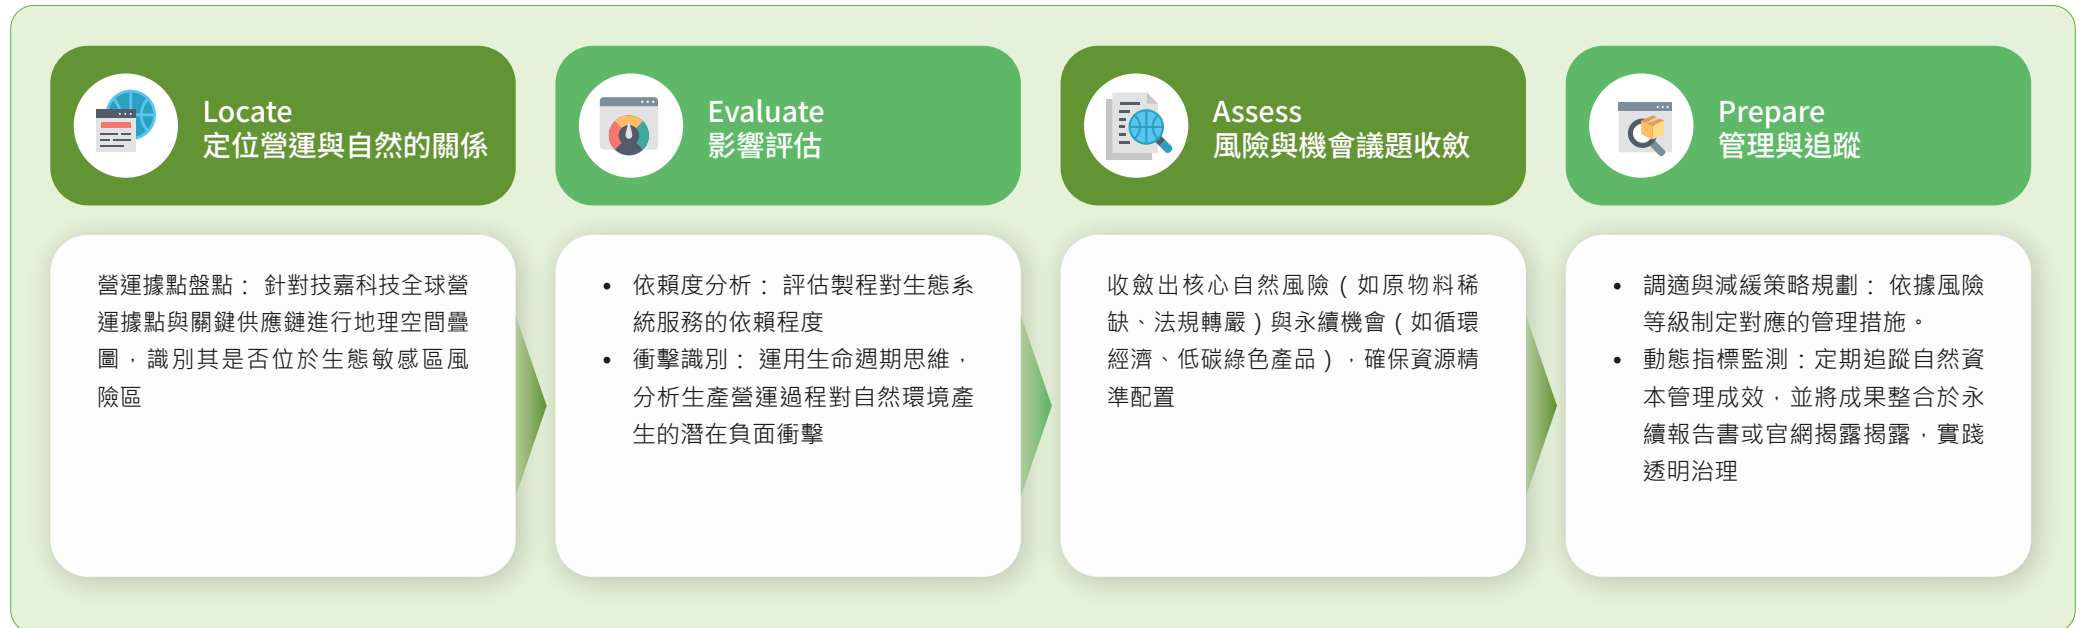 Locate
定位營運與自然的關係
營運據點盤點： 針對技嘉科技全球營
運據點與關鍵供應鏈進行地理空間疊
圖，識別其是否位於生態敏感區風
險區
Evaluate
影響評估
• 依賴度分析： 評估製程對生態系
統服務的依賴程度
• 衝擊識別： 運用生命週期思維，
分析生產營運過程對自然環境產
生的潛在負面衝擊
Assess
風險與機會議題收斂
收斂出核心自然風險（如原物料稀
缺、法規轉嚴）與永續機會（如循環
經濟、低碳綠色產品），確保資源精
準配置
Prepare
管理與追蹤
• 調適與減緩策略規劃： 依據風險
等級制定對應的管理措施。
• 動態指標監測：定期追蹤自然資
本管理成效，並將成果整合於永
續報告書或官網揭露揭露，實踐
透明治理